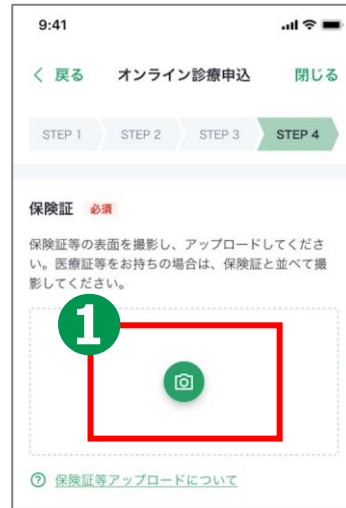 9:41
戻る オンライン診療申込 閉じる
STEP 1 STEP 2 STEP 3 STEP 4
保険証 必須
保険証等の表面を撮影し、アップロードしてくださ
い。医療証等をお持ちの場合は、保険証と並べて撮
影してください。
1
保険証等アップロードについて